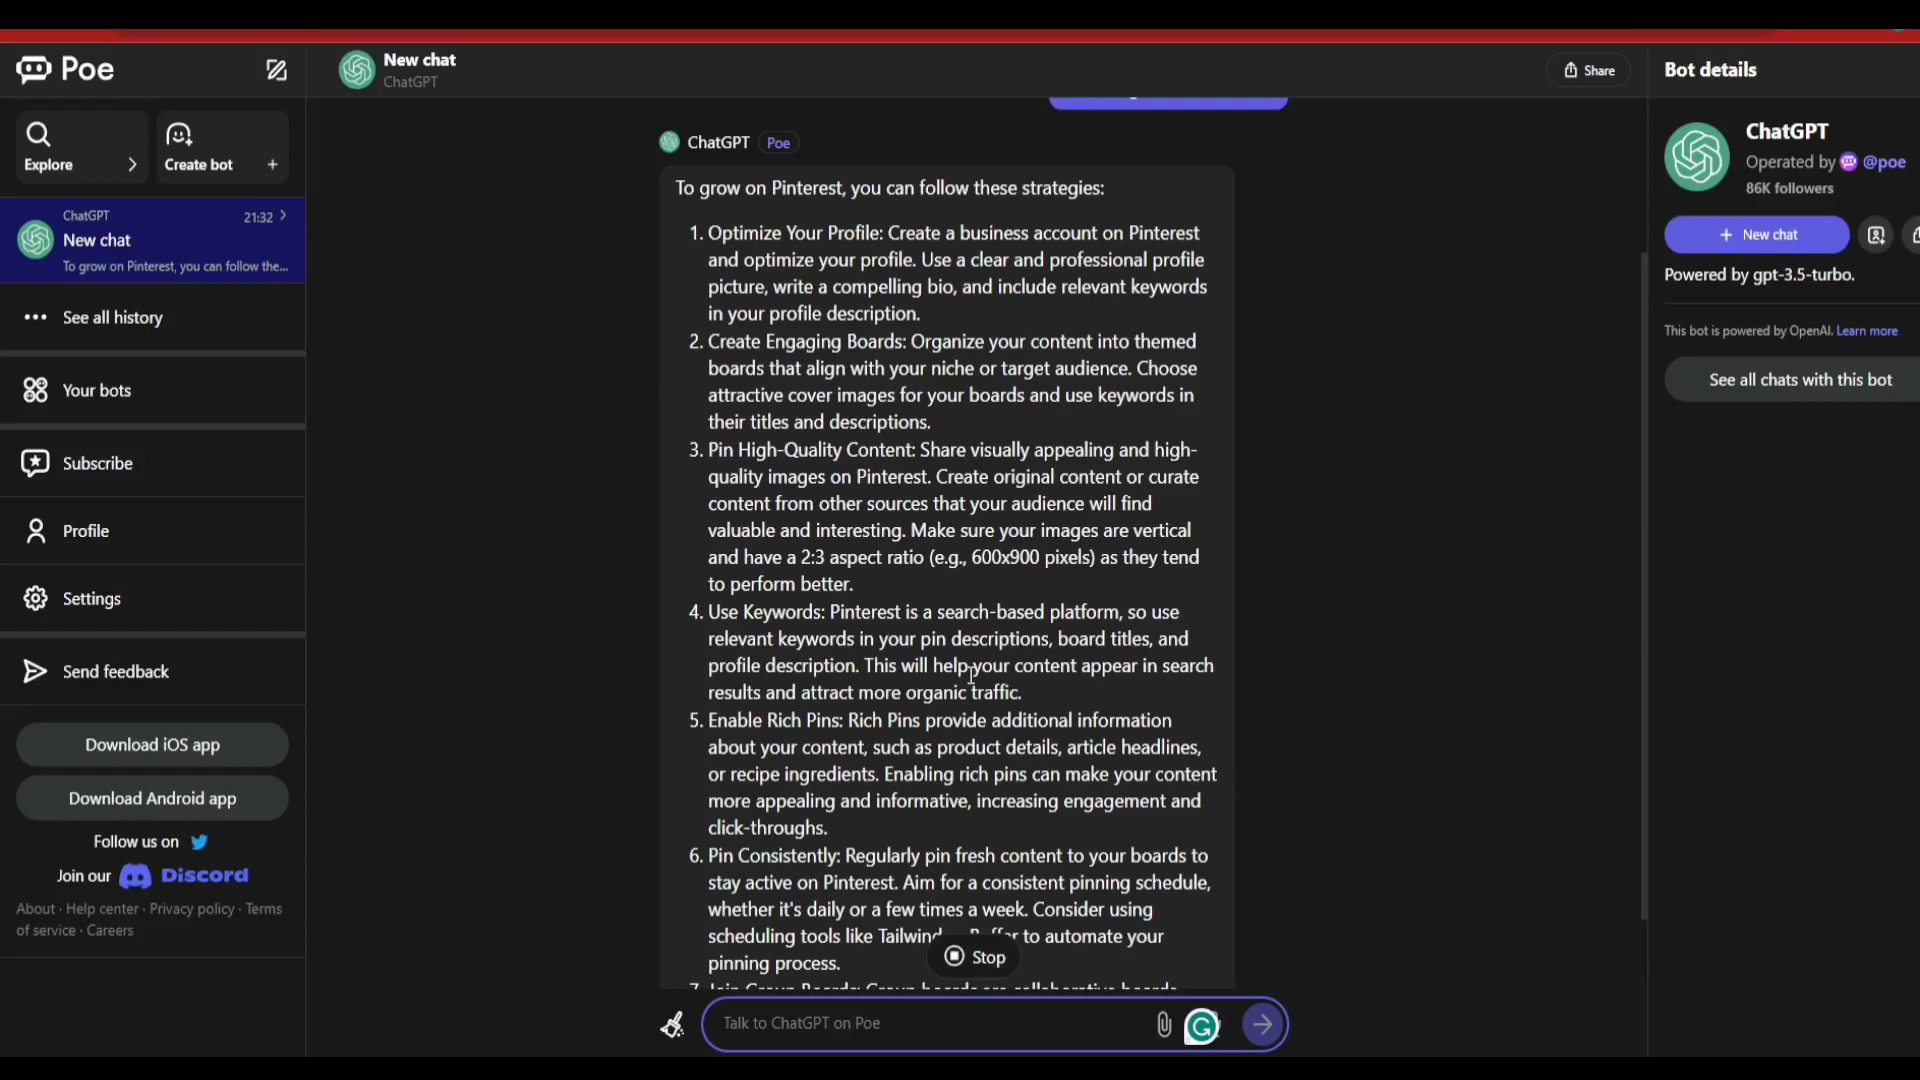 Poe
Explore
Create bot
ChatGPT
21:32
New chat
To grow on Pinterest, you can follow the...
See all history
Your bots
Subscribe
Profile
Settings
Send feedback
Download iOS app
Download Android app
Follow us on
Join our Discord
About · Help center · Privacy policy · Terms
of service · Careers
New chat
ChatGPT
Share
ChatGPT Poe
To grow on Pinterest, you can follow these strategies:
1. Optimize Your Profile: Create a business account on Pinterest
and optimize your profile. Use a clear and professional profile
picture, write a compelling bio, and include relevant keywords
in your profile description.
2. Create Engaging Boards: Organize your content into themed
boards that align with your niche or target audience. Choose
attractive cover images for your boards and use keywords in
their titles and descriptions.
3. Pin High-Quality Content: Share visually appealing and high-
quality images on Pinterest. Create original content or curate
content from other sources that your audience will find
valuable and interesting. Make sure your images are vertical
and have a 2:3 aspect ratio (e.g., 600x900 pixels) as they tend
to perform better.
4. Use Keywords: Pinterest is a search-based platform, so use
relevant keywords in your pin descriptions, board titles, and
profile description. This will help your content appear in search
results and attract more organic traffic.
5. Enable Rich Pins: Rich Pins provide additional information
about your content, such as product details, article headlines,
or recipe ingredients. Enabling rich pins can make your content
more appealing and informative, increasing engagement and
click-throughs.
6. Pin Consistently: Regularly pin fresh content to your boards to
stay active on Pinterest. Aim for a consistent pinning schedule,
whether it's daily or a few times a week. Consider using
scheduling tools like Tailwind to automate your
pinning process.
Stop
7. Join Group Boards: Group boards are collaborative boards
Talk to ChatGPT on Poe
Bot details
ChatGPT
Operated by @poe
86K followers
New chat
Powered by gpt-3.5-turbo.
This bot is powered by OpenAI. Learn more
See all chats with this bot